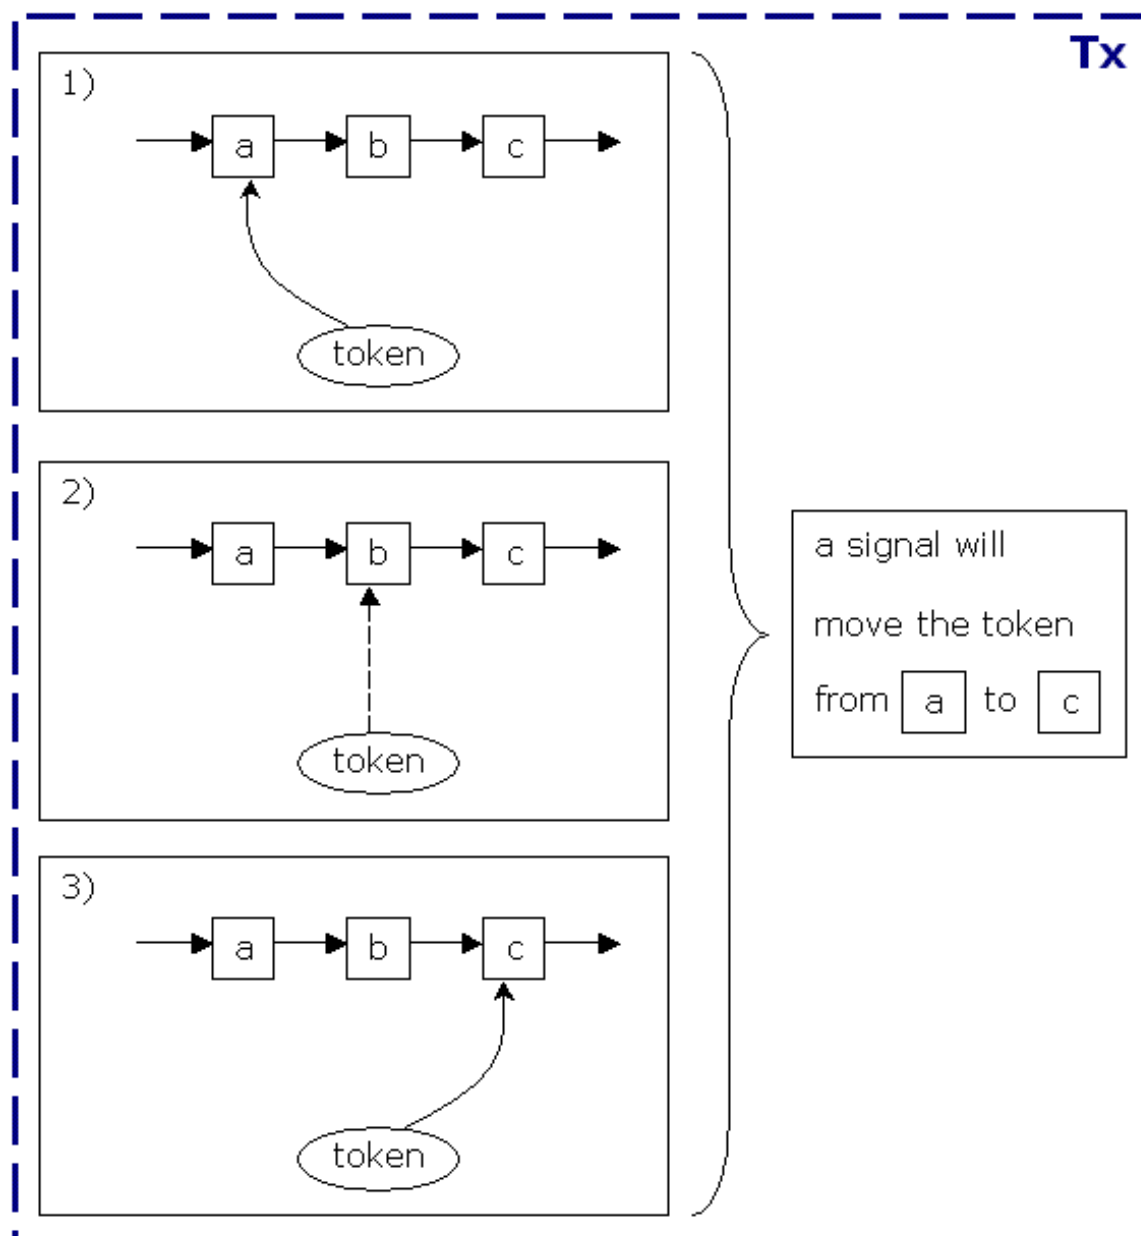 Tx
1)
a b c
token
2)
a b c
token
3)
a b c
token
a signal will
move the token
from a to c